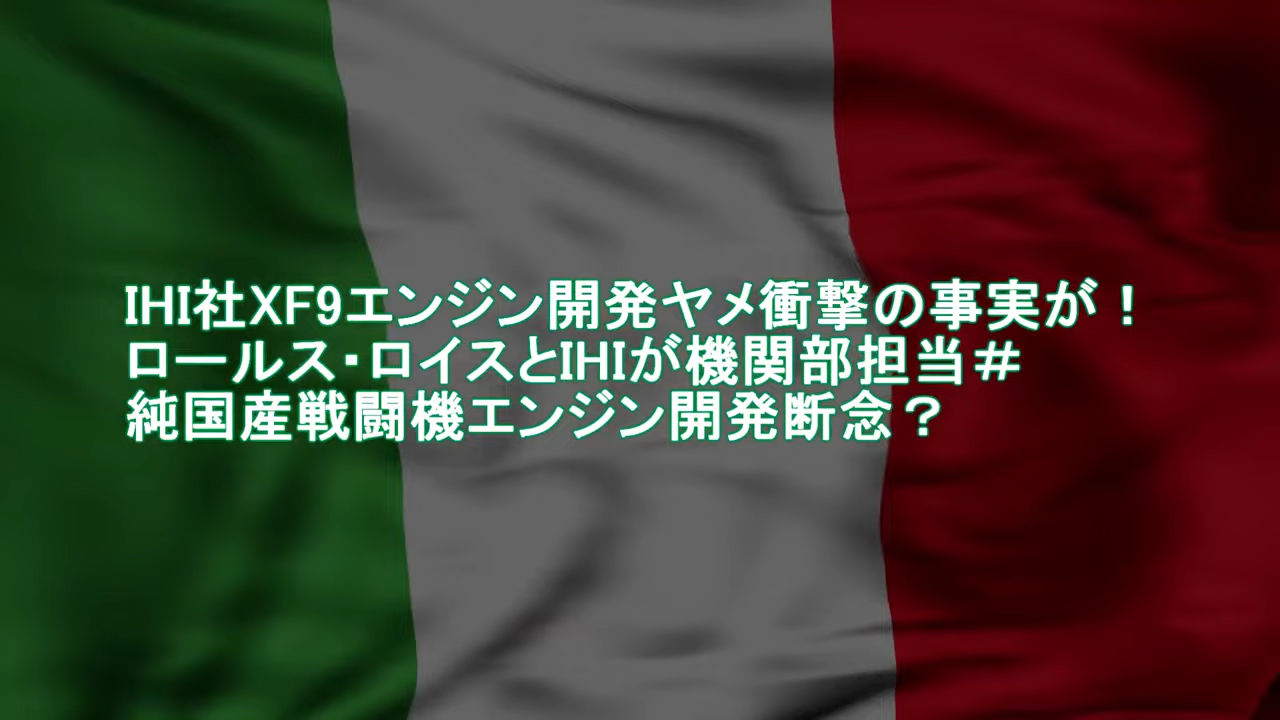 IHI社XF9エンジン開発ヤメ衝撃の事実が！
ロールス・ロイスとIHIが機関部担当＃
純国産戦闘機エンジン開発断念？